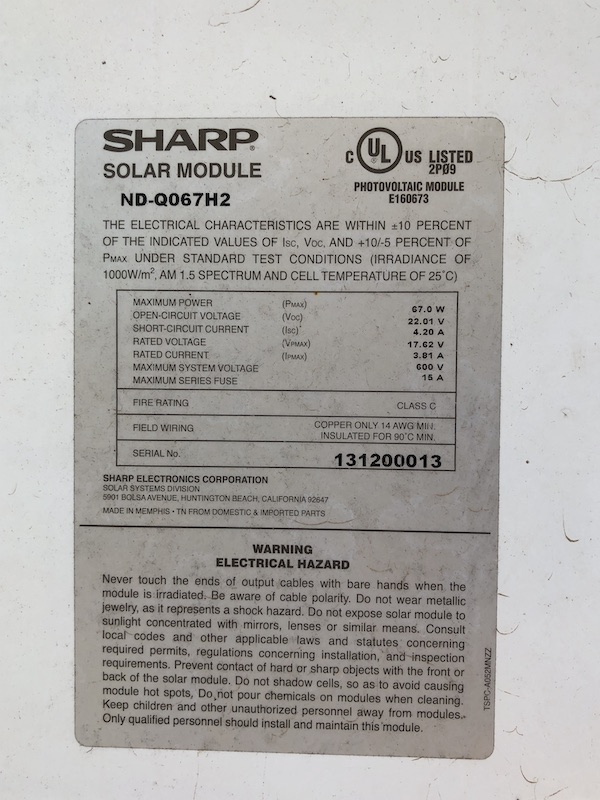 SHARP®
SOLAR MODULE
ND-Q067H2
C UL® US LISTED
2P09
PHOTOVOLTAIC MODULE
E160673
THE ELECTRICAL CHARACTERISTICS ARE WITHIN ±10 PERCENT
OF THE INDICATED VALUES OF Isc, Voc, AND +10/-5 PERCENT OF
PMAX UNDER STANDARD TEST CONDITIONS (IRRADIANCE OF
1000W/m², AM 1.5 SPECTRUM AND CELL TEMPERATURE OF 25˚C)
MAXIMUM POWER (PMAX) 67.0 W
OPEN-CIRCUIT VOLTAGE (Voc) 22.01 V
SHORT-CIRCUIT CURRENT (Isc) 4.20 A
RATED VOLTAGE (VPMAX) 17.62 V
RATED CURRENT (IPMAX) 3.81 A
MAXIMUM SYSTEM VOLTAGE 600 V
MAXIMUM SERIES FUSE 15 A
FIRE RATING CLASS C
FIELD WIRING COPPER ONLY 14 AWG MIN.
INSULATED FOR 90˚C MIN.
SERIAL No. 131200013
SHARP ELECTRONICS CORPORATION
SOLAR SYSTEMS DIVISION
5901 BOLSA AVENUE, HUNTINGTON BEACH, CALIFORNIA 92647
MADE IN MEMPHIS • TN FROM DOMESTIC & IMPORTED PARTS
WARNING
ELECTRICAL HAZARD
Never touch the ends of output cables with bare hands when the
module is irradiated. Be aware of cable polarity. Do not wear metallic
jewelry, as it represents a shock hazard. Do not expose solar module to
sunlight concentrated with mirrors, lenses or similar means. Consult
local codes and other applicable laws and statutes concerning
required permits, regulations concerning installation, and inspection
requirements. Prevent contact of hard or sharp objects with the front or
back of the solar module. Do not shadow cells, so as to avoid causing
module hot spots, Do not pour chemicals on modules when cleaning.
Keep children and other unauthorized personnel away from modules.
Only qualified personnel should install and maintain this module.
TSPC-A052MNZZ